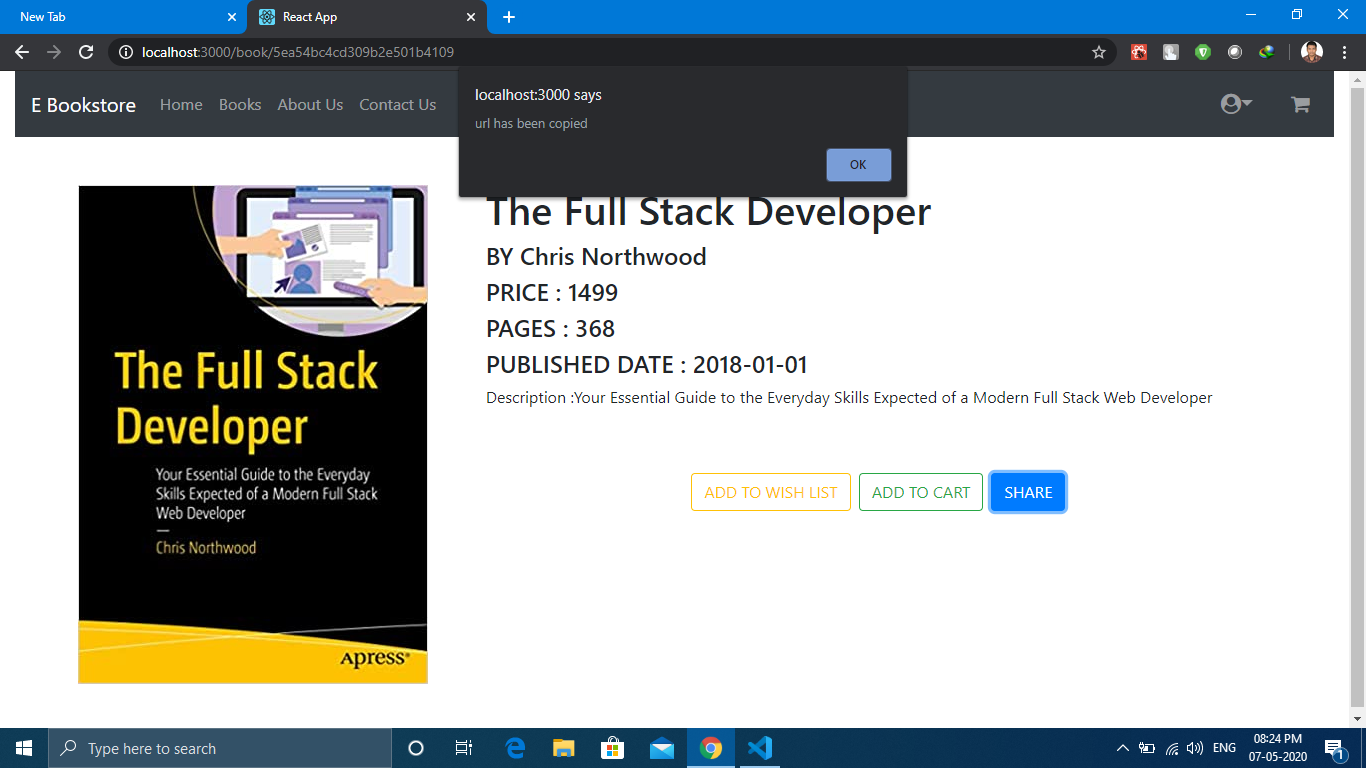 New Tab
React App
localhost:3000/book/5ea54bc4cd309b2e501b4109
E Bookstore
Home
Books
About Us
Contact Us
localhost:3000 says
url has been copied
OK
The Full Stack
Developer
Your Essential Guide to the Everyday
Skills Expected of a Modern Full Stack
Web Developer
Chris Northwood
Apress®
The Full Stack Developer
BY Chris Northwood
PRICE : 1499
PAGES : 368
PUBLISHED DATE : 2018-01-01
Description :Your Essential Guide to the Everyday Skills Expected of a Modern Full Stack Web Developer
ADD TO WISH LIST
ADD TO CART
SHARE
Type here to search
ENG
08:24 PM
07-05-2020
1